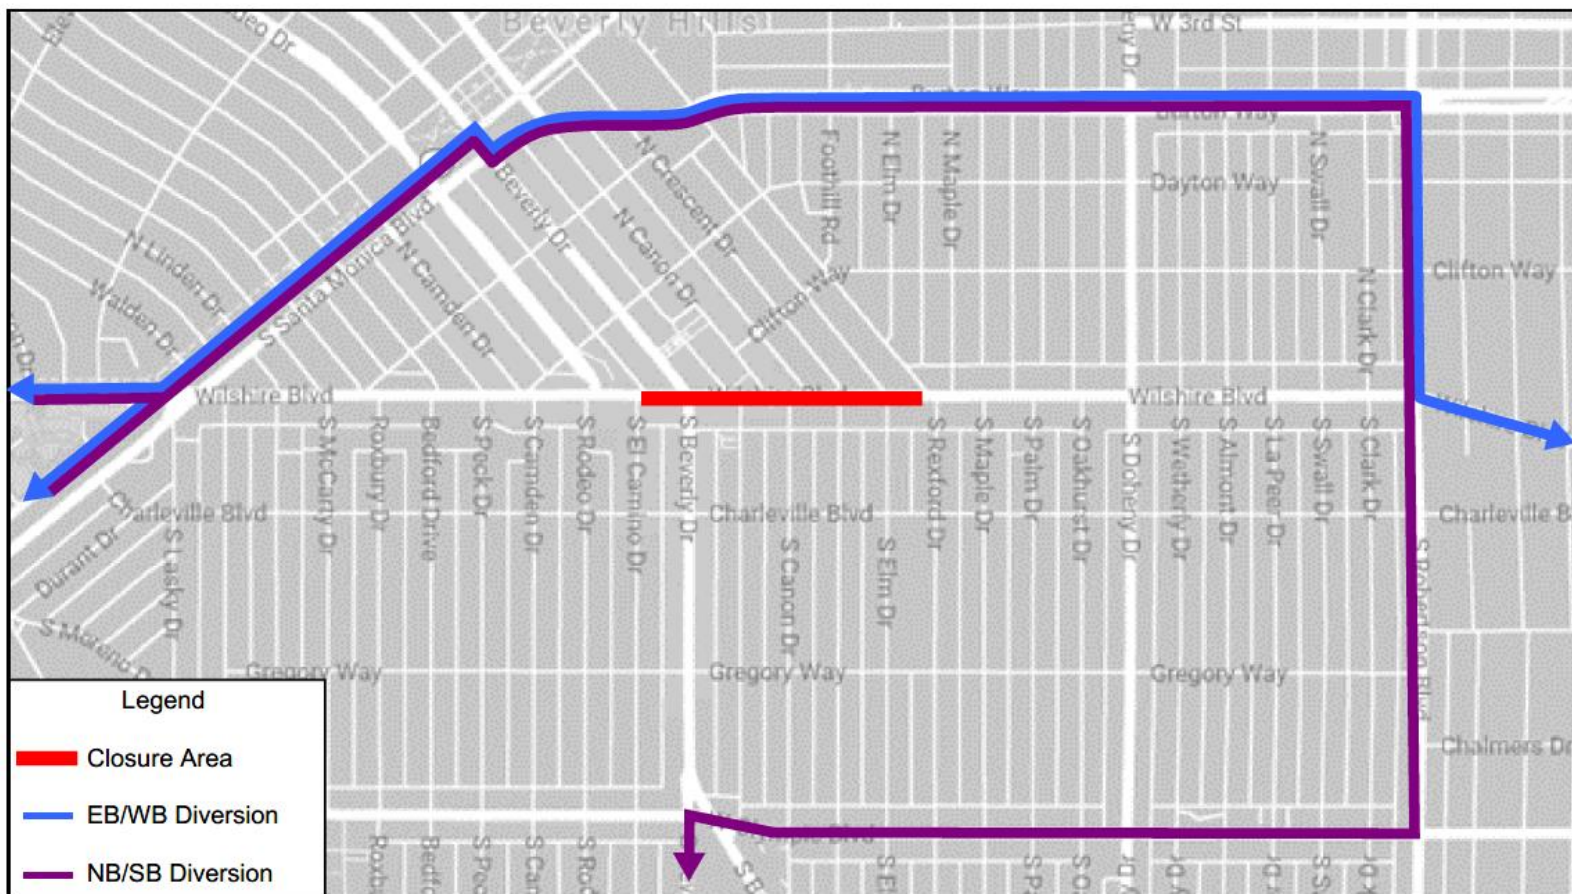 Beverly Hills
W 3rd St
Burton Way
Foothill Rd
N Elm Dr
N Maple Dr
N Swall Dr
Dayton Way
N Crescent Dr
Beverly Dr
N Canon Dr
Clifton Way
Clifton Way
N Linden Dr
Walden Dr
S Santa Monica Blvd
N Camden Dr
N Clark Dr
Wilshire Blvd
Wilshire Blvd
S McCarty Dr
Roxbury Dr
Bedford Drive
S Peck Dr
S Camden Dr
S Rodeo Dr
S El Camino Dr
S Beverly Dr
S Rexford Dr
S Maple Dr
S Palm Dr
S Oakhurst Dr
S Doheny Dr
S Wetherly Dr
S Almont Dr
S La Peer Dr
S Swall Dr
S Clark Dr
Charleville Blvd
Charleville Blvd
Charleville B
Durant Dr
S Lasky Dr
S Canon Dr
S Elm Dr
S Robertson Blvd
S Moreno D
Gregory Way
Gregory Way
Gregory Way
Chalmers Dr
Olympic Blvd
Legend
Closure Area
EB/WB Diversion
NB/SB Diversion